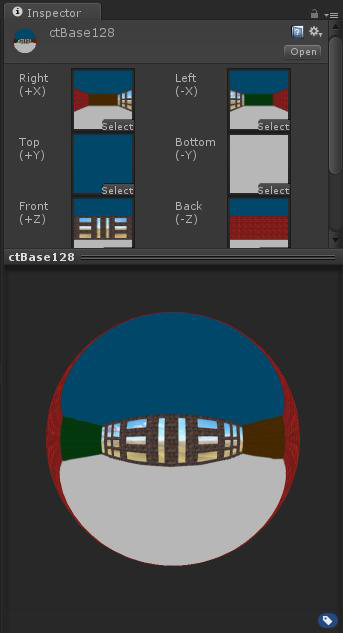 Inspector
ctBase128
Open
Right Left
(+X) (-X)
Select Select
Top Bottom
(+Y) (-Y)
Select Select
Front Back
(+Z) (-Z)
ctBase128